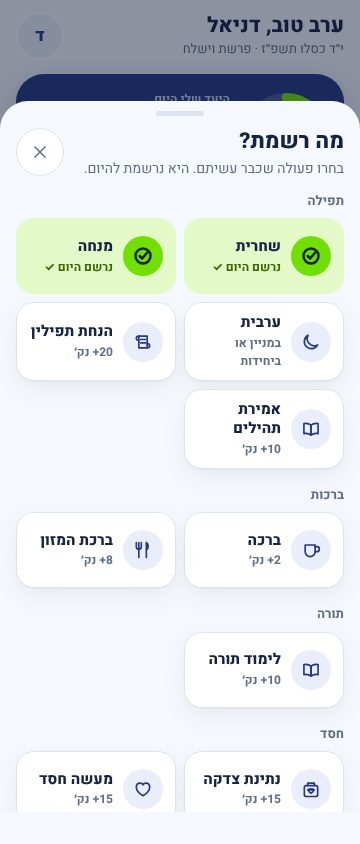 ערב טוב, דניאל
ד
י״ד כסלו תשפ״ז · פרשת וישלח
היעד שלי היום
מה רשמת?
בחרו פעולה שכבר עשיתם. היא נרשמת להיום.
תפילה
שחרית
נרשם היום ✓
מנחה
נרשם היום ✓
ערבית
במניין או
ביחידות
הנחת תפילין
+20 נק׳
אמירת
תהילים
+10 נק׳
ברכות
ברכה
+2 נק׳
ברכת המזון
+8 נק׳
תורה
לימוד תורה
+10 נק׳
חסד
נתינת צדקה
+15 נק׳
מעשה חסד
+15 נק׳